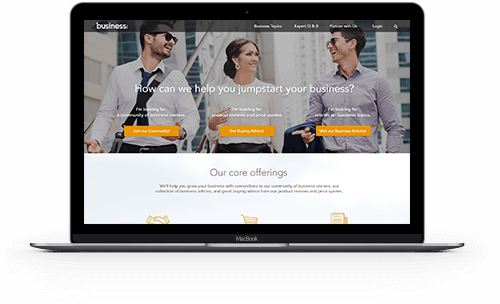 business.com
Business Topics Expert Q & A Partner with Us Login
How can we help you jumpstart your business?
I'm looking for
a community of business owners.
Join our Community!
I'm looking for
product reviews and price quotes.
Get Buying Advice!
I'm looking for
articles on business topics.
Visit our Business Articles!
Our core offerings
We'll help you grow your business with connections to our community of business owners, our
collection of business articles, and great buying advice from our product reviews and price quotes.
MacBook